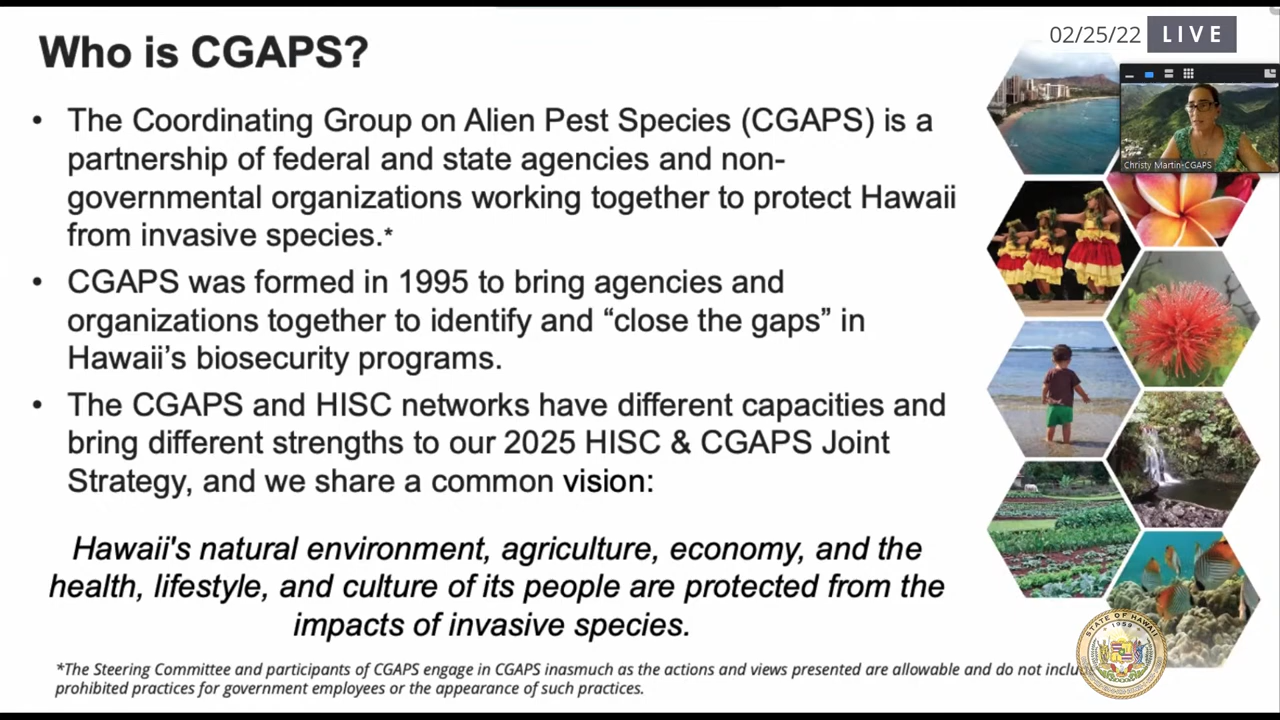 Who is CGAPS?
02/25/22 LIVE
• The Coordinating Group on Alien Pest Species (CGAPS) is a
partnership of federal and state agencies and non-
governmental organizations working together to protect Hawaii
from invasive species.*
Christy Martin-CGAPS
• CGAPS was formed in 1995 to bring agencies and
organizations together to identify and “close the gaps” in
Hawaii’s biosecurity programs.
• The CGAPS and HISC networks have different capacities and
bring different strengths to our 2025 HISC & CGAPS Joint
Strategy, and we share a common vision:
Hawaii's natural environment, agriculture, economy, and the
health, lifestyle, and culture of its people are protected from the
impacts of invasive species.
*The Steering Committee and participants of CGAPS engage in CGAPS inasmuch as the actions and views presented are allowable and do not inclu
prohibited practices for government employees or the appearance of such practices.
STATE OF HAWAII
1959